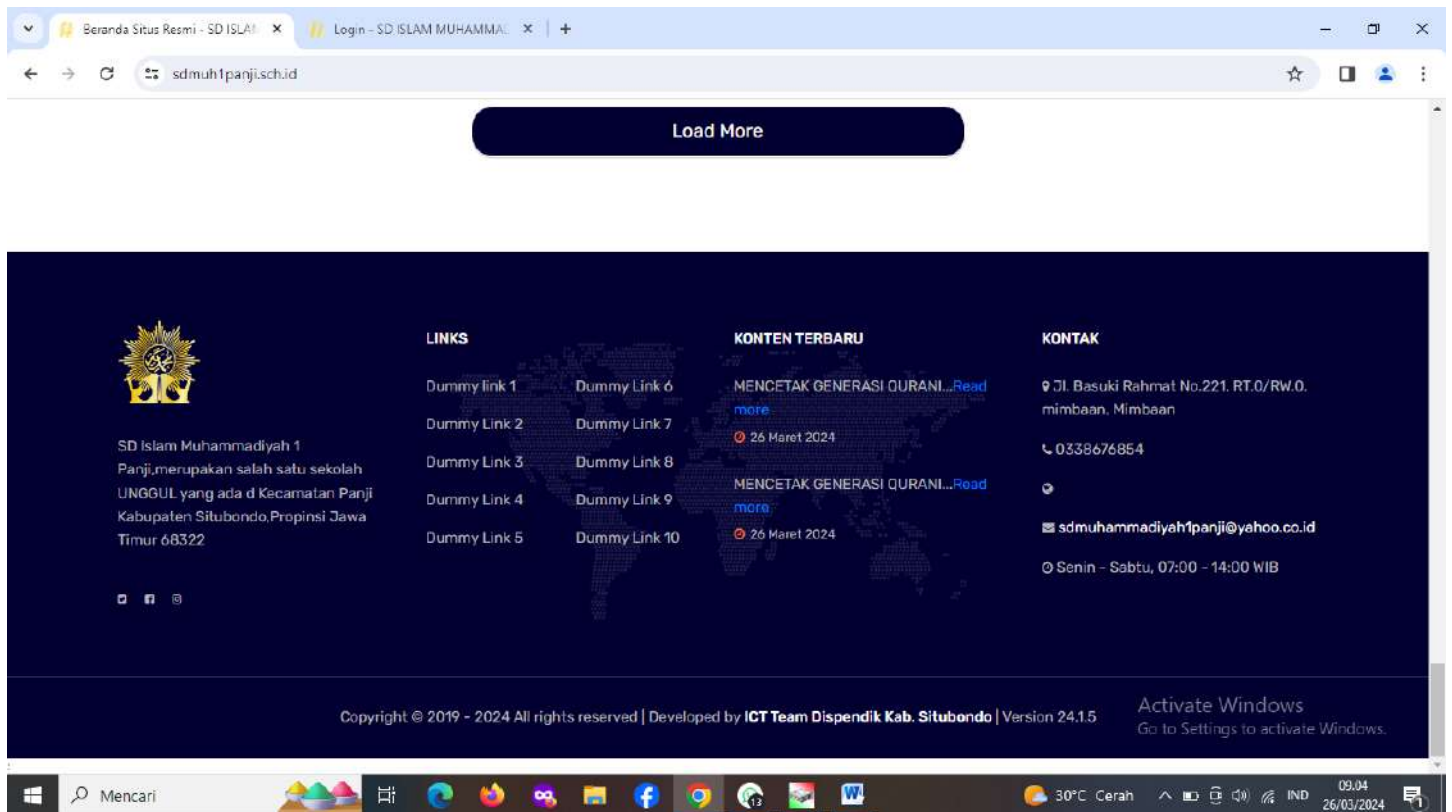 Beranda Situs Resmi - SD ISLA
Login - SD ISLAM MUHAMMA
sdmuh1panji.sch.id
Load More
SD Islam Muhammadiyah 1
Panji,merupakan salah satu sekolah
UNGGUL yang ada d Kecamatan Panji
Kabupaten Situbondo,Propinsi Jawa
Timur 68322
LINKS
Dummy link 1
Dummy Link 2
Dummy Link 3
Dummy Link 4
Dummy Link 5
Dummy Link 6
Dummy Link 7
Dummy Link 8
Dummy Link 9
Dummy Link 10
KONTEN TERBARU
MENCETAK GENERASI QURANI...Read
more
26 Maret 2024
MENCETAK GENERASI QURANI...Read
more
26 Maret 2024
KONTAK
Jl. Basuki Rahmat No.221. RT.0/RW.0.
mimbaan. Mimbaan
0338676854
sdmuhammadiyah1panji@yahoo.co.id
Senin - Sabtu, 07:00 - 14:00 WIB
Copyright © 2019 - 2024 All rights reserved | Developed by ICT Team Dispendik Kab. Situbondo | Version 24.1.5
Activate Windows
Go to Settings to activate Windows.
Mencari
13
30°C Cerah
IND
09.04
26/03/2024
1